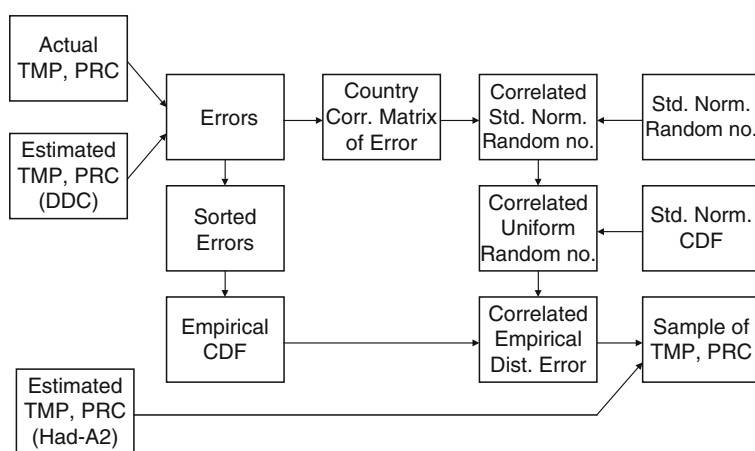 Actual
TMP, PRC
Estimated
TMP, PRC
(DDC)
Errors
Country
Corr. Matrix
of Error
Correlated
Std. Norm.
Random no.
Std. Norm.
Random no.
Sorted
Errors
Correlated
Uniform
Random no.
Std. Norm.
CDF
Empirical
CDF
Correlated
Empirical
Dist. Error
Sample of
TMP, PRC
Estimated
TMP, PRC
(Had-A2)